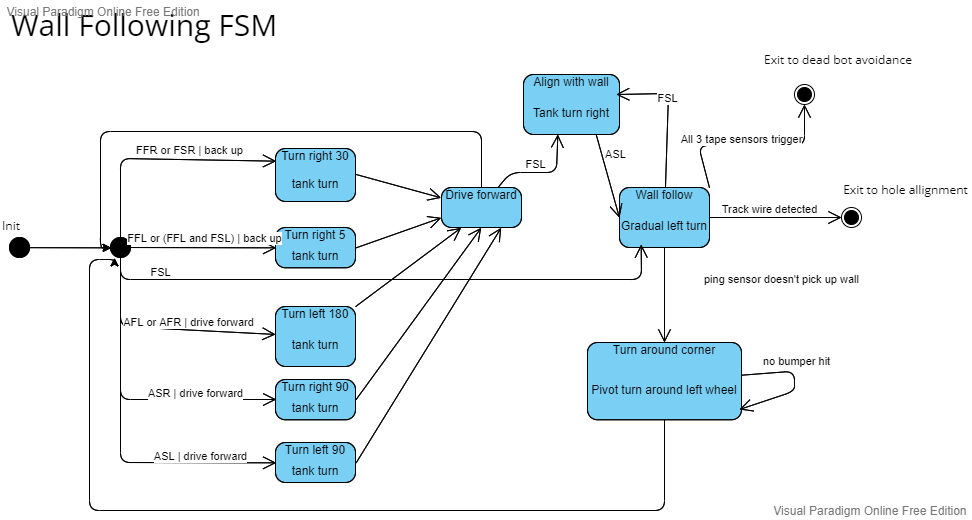 Visual Paradigm Online Free Edition
Wall Following FSM
Exit to dead bot avoidance
Align with wall
Tank turn right
FSL
All 3 tape sensors trigger
FFR or FSR | back up
Turn right 30
tank turn
FSL
ASL
Drive forward
Wall follow
Gradual left turn
Exit to hole allignment
Track wire detected
Init
FFL or (FFL and FSL) | back up
Turn right 5
tank turn
FSL
ping sensor doesn't pick up wall
AFL or AFR | drive forward
Turn left 180
tank turn
Turn around corner
Pivot turn around left wheel
no bumper hit
ASR | drive forward
Turn right 90
tank turn
ASL | drive forward
Turn left 90
tank turn
Visual Paradigm Online Free Edition